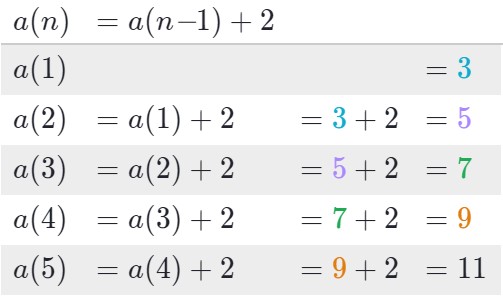 a(n) = a(n−1) + 2
a(1) = 3
a(2) = a(1) + 2 = 3 + 2 = 5
a(3) = a(2) + 2 = 5 + 2 = 7
a(4) = a(3) + 2 = 7 + 2 = 9
a(5) = a(4) + 2 = 9 + 2 = 11